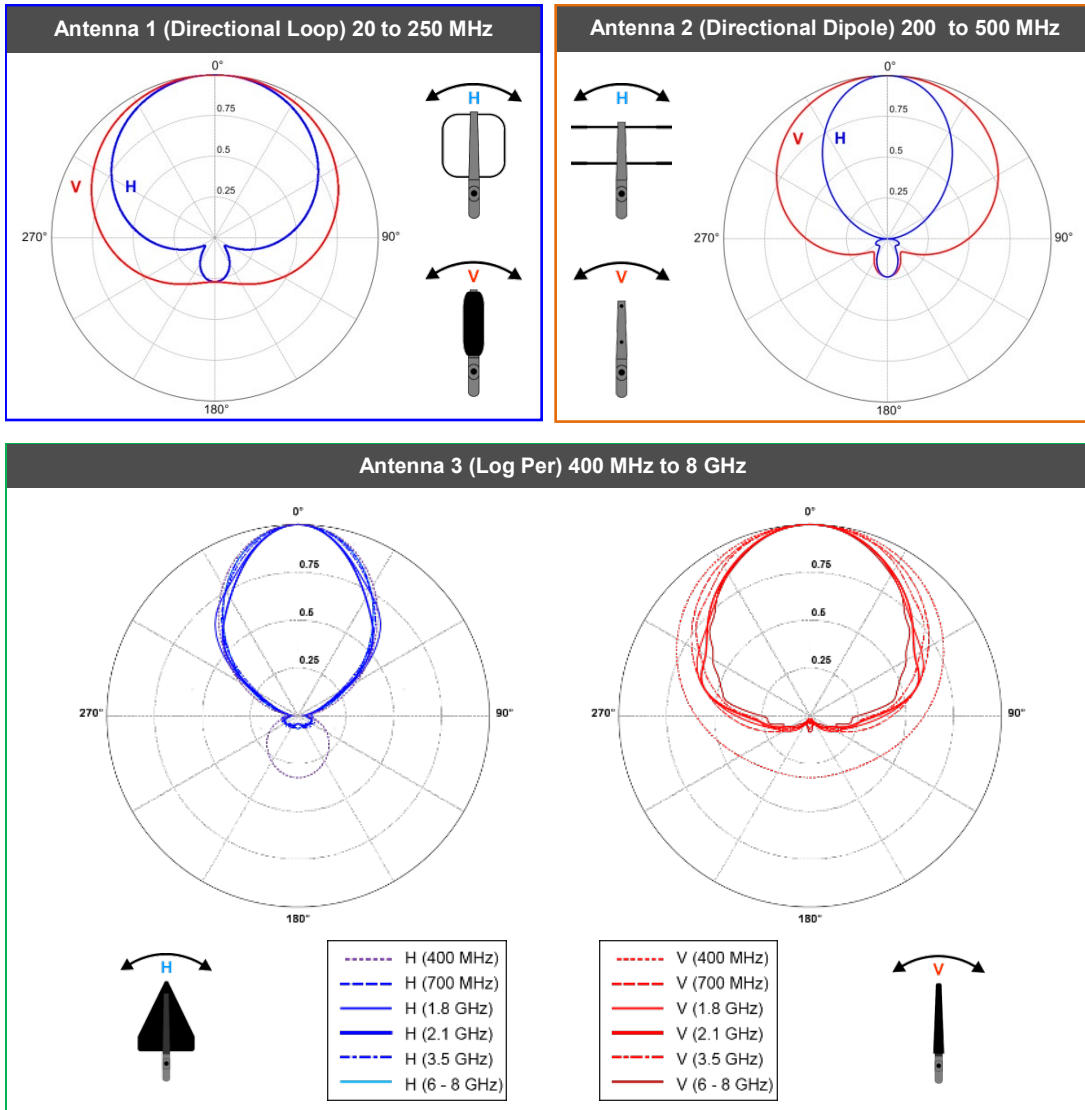 Antenna 1 (Directional Loop) 20 to 250 MHz
0°
0.75
0.5
0.25
V
H
270°
90°
180°
H
V
Antenna 2 (Directional Dipole) 200 to 500 MHz
H
V
0°
0.75
0.5
0.25
V
H
270°
90°
180°
Antenna 3 (Log Per) 400 MHz to 8 GHz
0°
0.75
0.5
0.25
270°
90°
180°
0°
0.75
0.5
0.25
270°
90°
180°
H
H (400 MHz)
H (700 MHz)
H (1.8 GHz)
H (2.1 GHz)
H (3.5 GHz)
H (6 - 8 GHz)
V (400 MHz)
V (700 MHz)
V (1.8 GHz)
V (2.1 GHz)
V (3.5 GHz)
V (6 - 8 GHz)
V